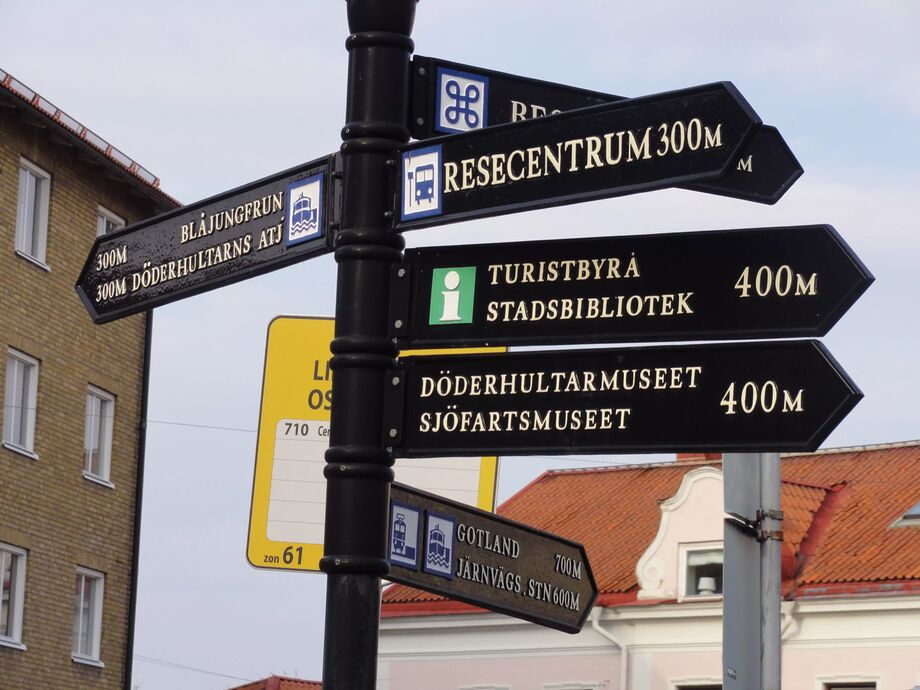 RESECENTRUM 300M
M
BLÅJUNGFRUN
300M
300M DÖDERHULTARNS ATJ
TURISTBYRÅ
STADSBIBLIOTEK
400M
i
DÖDERHULTARMUSEET
SJÖFARTSMUSEET
400M
710
zon 61
GOTLAND 700M
JÄRNVÄGS.STN 600M